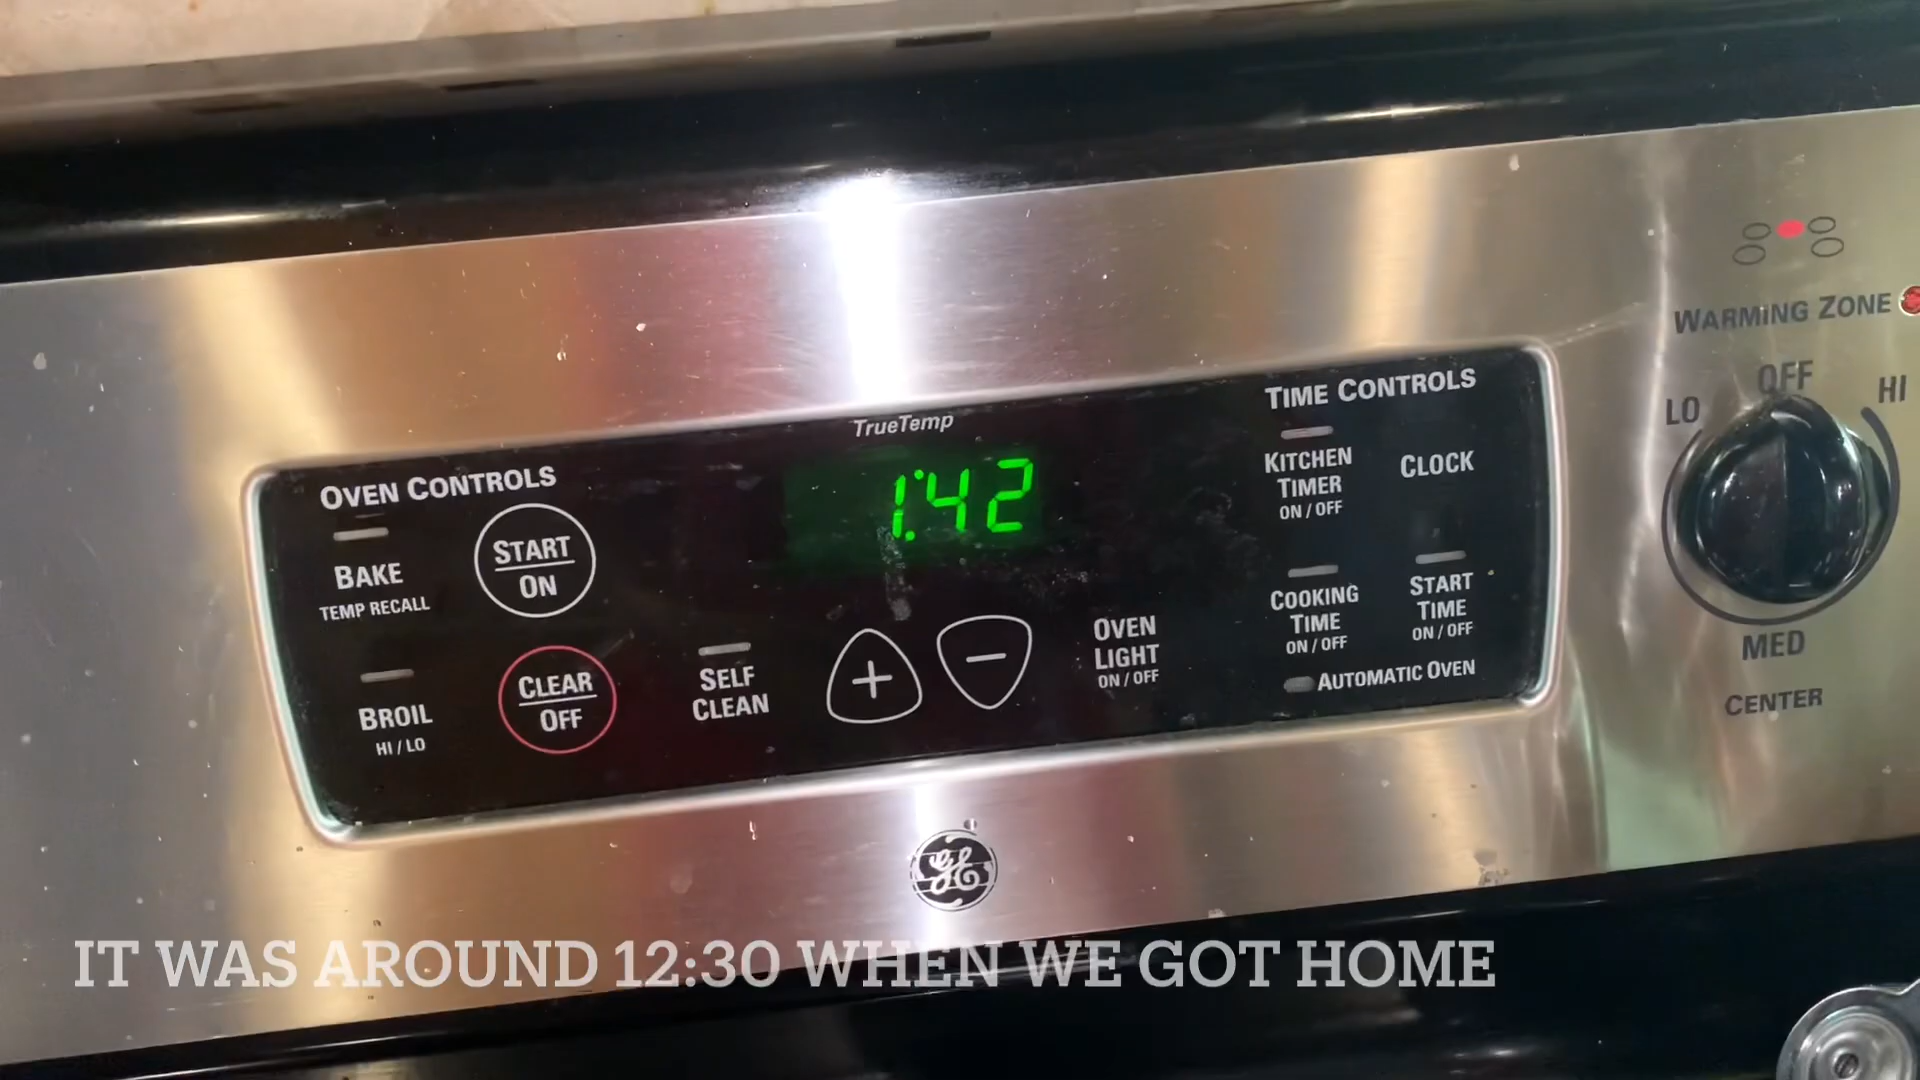 TrueTemp
1:42
OVEN CONTROLS
BAKE
TEMP RECALL
START
ON
BROIL
HI / LO
CLEAR
OFF
SELF
CLEAN
+
−
OVEN
LIGHT
ON / OFF
TIME CONTROLS
KITCHEN
TIMER
ON / OFF
CLOCK
COOKING
TIME
ON / OFF
START
TIME
ON / OFF
AUTOMATIC OVEN
WARMING ZONE
OFF
LO
HI
MED
CENTER
GE
IT WAS AROUND 12:30 WHEN WE GOT HOME